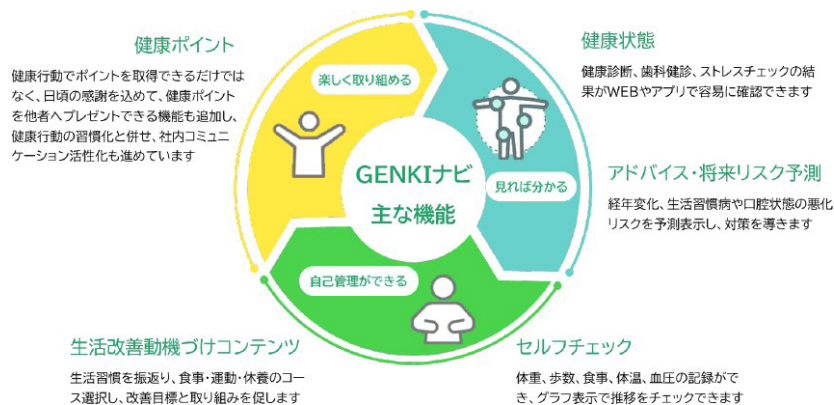 健康ポイント
健康行動でポイントを取得できるだけでは
なく、日頃の感謝を込めて、健康ポイント
を他者へプレゼントできる機能も追加し、
健康行動の習慣化と併せ、社内コミュニ
ケーション活性化も進めています
楽しく取り組める
健康状態
健康診断、歯科健診、ストレスチェックの結
果がWEBやアプリで容易に確認できます
GENKIナビ
主な機能
見れば分かる
アドバイス・将来リスク予測
経年変化、生活習慣病や口腔状態の悪化
リスクを予測表示し、対策を導きます
自己管理ができる
生活改善動機づけコンテンツ
生活習慣を振返り、食事・運動・休養のコー
ス選択し、改善目標と取り組みを促します
セルフチェック
体重、歩数、食事、体温、血圧の記録がで
き、グラフ表示で推移をチェックできます